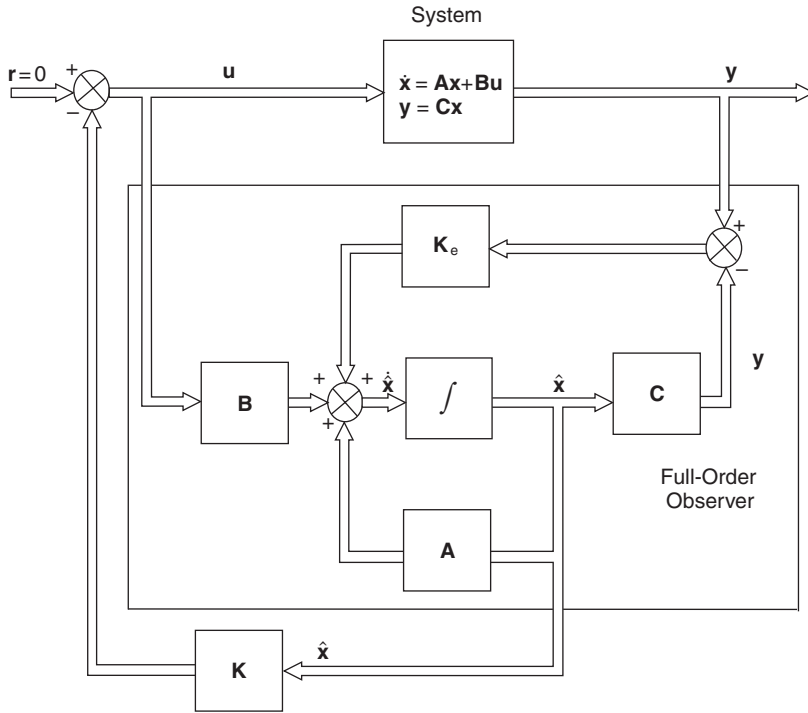 System
r=0
+
−
u
ẋ = Ax+Bu
y = Cx
y
Kₑ
+
−
y
B
+
+
+
x̂̇
∫
x̂
C
Full-Order
Observer
A
K
x̂